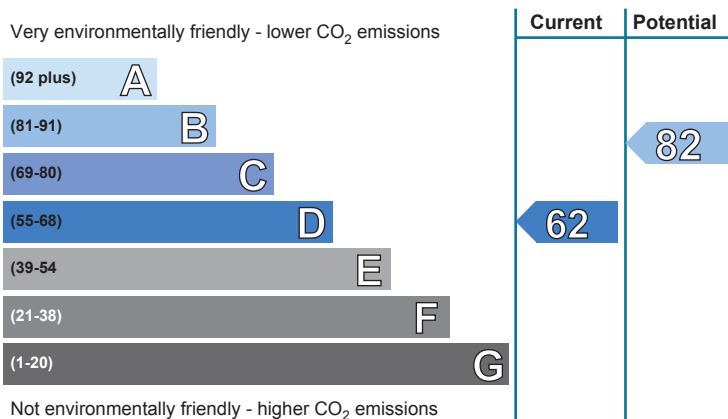 Very environmentally friendly - lower CO2 emissions
Current
Potential
(92 plus) A
(81-91) B
82
(69-80) C
(55-68) D
62
(39-54 E
(21-38) F
(1-20) G
Not environmentally friendly - higher CO2 emissions